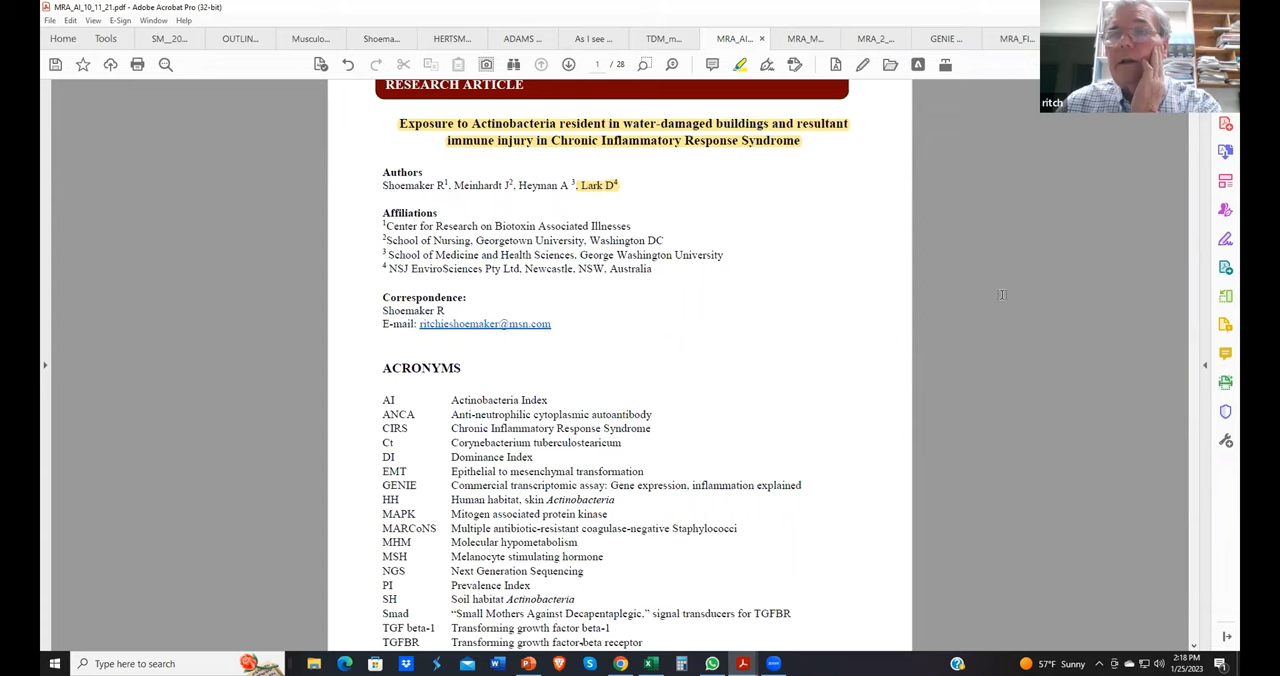 MRA_AI_10_11_21.pdf - Adobe Acrobat Pro (32-bit)
File Edit View E-Sign Window Help
Home Tools SM__20... OUTLIN... Musculo... Shoema... HERTSM... ADAMS ... As I see ... TDM_m... MRA_AI... × MRA_M... MRA_2_... GENIE ... MRA_FI...
1 / 28
ritch
RESEARCH ARTICLE
Exposure to Actinobacteria resident in water-damaged buildings and resultant
immune injury in Chronic Inflammatory Response Syndrome
Authors
Shoemaker R1, Meinhardt J2, Heyman A 3, Lark D4
Affiliations
1Center for Research on Biotoxin Associated Illnesses
2School of Nursing, Georgetown University, Washington DC
3 School of Medicine and Health Sciences, George Washington University
4 NSJ EnviroSciences Pty Ltd, Newcastle, NSW, Australia
Correspondence:
Shoemaker R
E-mail: ritchieshoemaker@msn.com
ACRONYMS
AI Actinobacteria Index
ANCA Anti-neutrophilic cytoplasmic autoantibody
CIRS Chronic Inflammatory Response Syndrome
Ct Corynebacterium tuberculostearicum
DI Dominance Index
EMT Epithelial to mesenchymal transformation
GENIE Commercial transcriptomic assay: Gene expression, inflammation explained
HH Human habitat, skin Actinobacteria
MAPK Mitogen associated protein kinase
MARCoNS Multiple antibiotic-resistant coagulase-negative Staphylococci
MHM Molecular hypometabolism
MSH Melanocyte stimulating hormone
NGS Next Generation Sequencing
PI Prevalence Index
SH Soil habitat Actinobacteria
Smad “Small Mothers Against Decapentaplegic,” signal transducers for TGFBR
TGF beta-1 Transforming growth factor beta-1
TGFBR Transforming growth factor-beta receptor
Type here to search
57°F Sunny
2:18 PM
1/25/2023